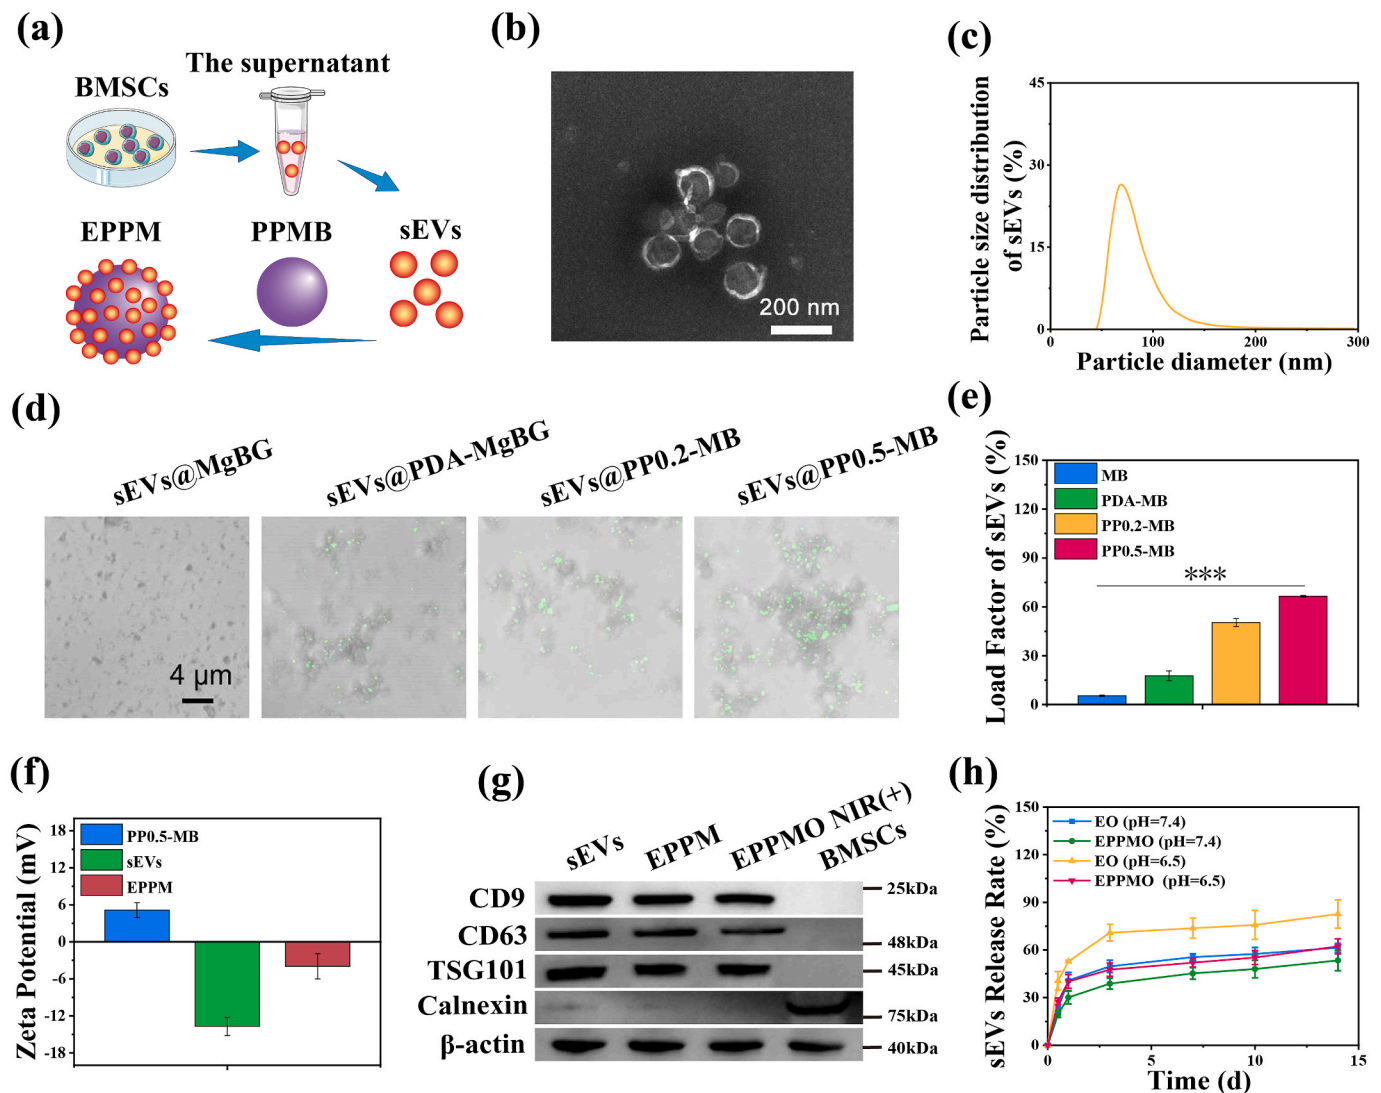 (a)
BMSCs
The supernatant
EPPM
PPMB
sEVs
(b)
200 nm
(c)
Particle size distribution
of sEVs (%)
45
30
15
0
0
100
200
300
Particle diameter (nm)
(d)
sEVs@MgBG
sEVs@PDA-MgBG
sEVs@PP0.2-MB
sEVs@PP0.5-MB
4 μm
(e)
Load Factor of sEVs (%)
150
120
90
60
30
0
MB
PDA-MB
PP0.2-MB
PP0.5-MB
***
(f)
Zeta Potential (mV)
18
12
6
0
-6
-12
-18
PP0.5-MB
sEVs
EPPM
(g)
sEVs
EPPM
EPPMO NIR(+)
BMSCs
CD9
25kDa
CD63
48kDa
TSG101
45kDa
Calnexin
75kDa
β-actin
40kDa
(h)
sEVs Release Rate (%)
150
120
90
60
30
0
EO (pH=7.4)
EPPMO (pH=7.4)
EO (pH=6.5)
EPPMO (pH=6.5)
0
5
10
15
Time (d)